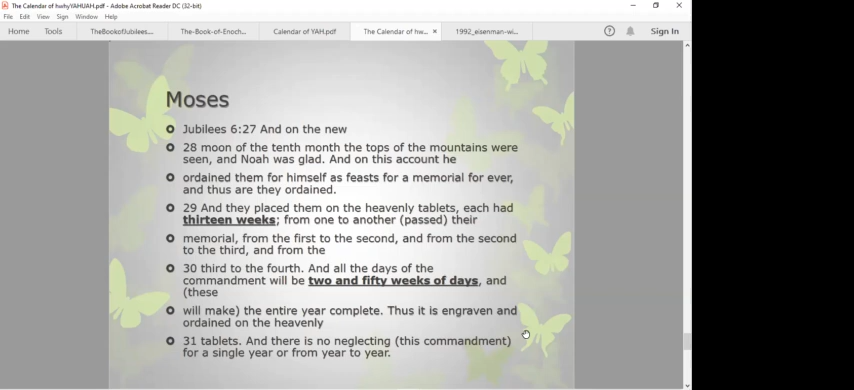 The Calendar of hwhyYAHUAH.pdf - Adobe Acrobat Reader DC (32-bit)
File Edit View Sign Window Help
Home Tools TheBookofJubilees.... The-Book-of-Enoch... Calendar of YAH.pdf The Calendar of hw... × 1992_eisenman-wi... Sign In
Moses
Jubilees 6:27 And on the new
28 moon of the tenth month the tops of the mountains were
seen, and Noah was glad. And on this account he
ordained them for himself as feasts for a memorial for ever,
and thus are they ordained.
29 And they placed them on the heavenly tablets, each had
thirteen weeks; from one to another (passed) their
memorial, from the first to the second, and from the second
to the third, and from the
30 third to the fourth. And all the days of the
commandment will be two and fifty weeks of days, and
(these
will make) the entire year complete. Thus it is engraven and
ordained on the heavenly
31 tablets. And there is no neglecting (this commandment)
for a single year or from year to year.